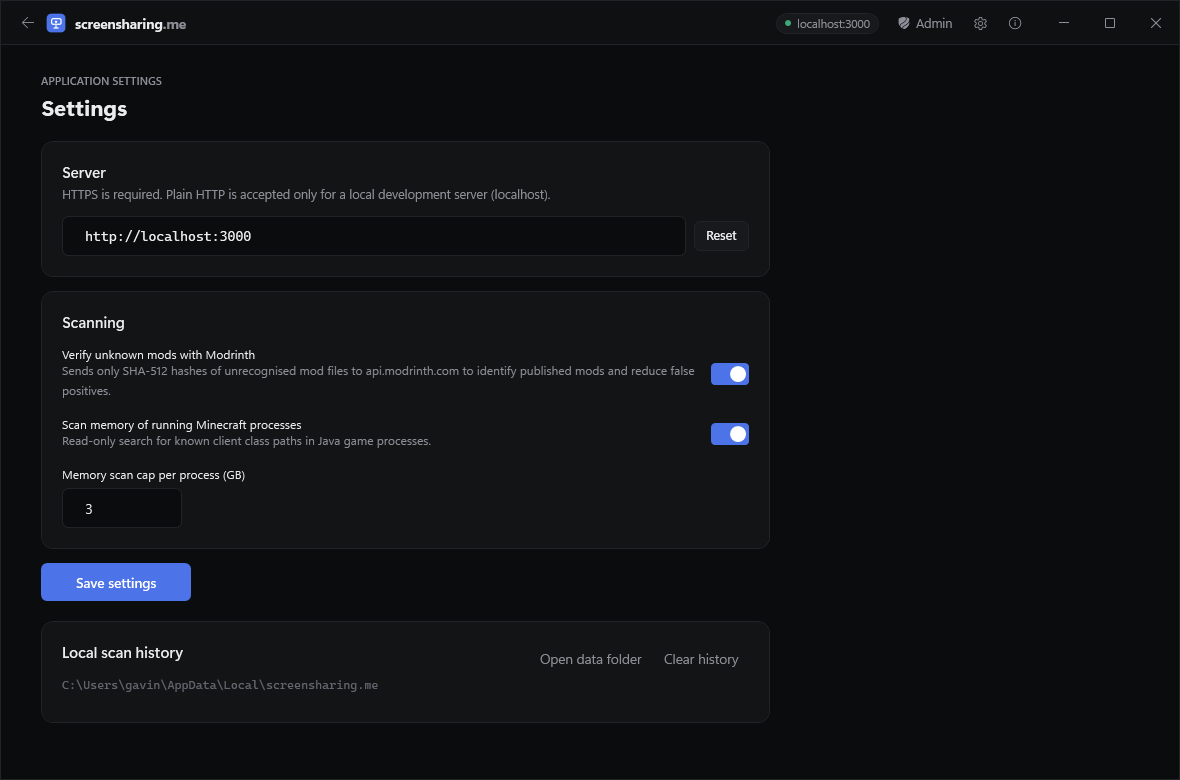 screensharing.me
localhost:3000
Admin
APPLICATION SETTINGS
Settings
Server
HTTPS is required. Plain HTTP is accepted only for a local development server (localhost).
http://localhost:3000
Reset
Scanning
Verify unknown mods with Modrinth
Sends only SHA-512 hashes of unrecognised mod files to api.modrinth.com to identify published mods and reduce false
positives.
Scan memory of running Minecraft processes
Read-only search for known client class paths in Java game processes.
Memory scan cap per process (GB)
3
Save settings
Local scan history
Open data folder
Clear history
C:\Users\gavin\AppData\Local\screensharing.me